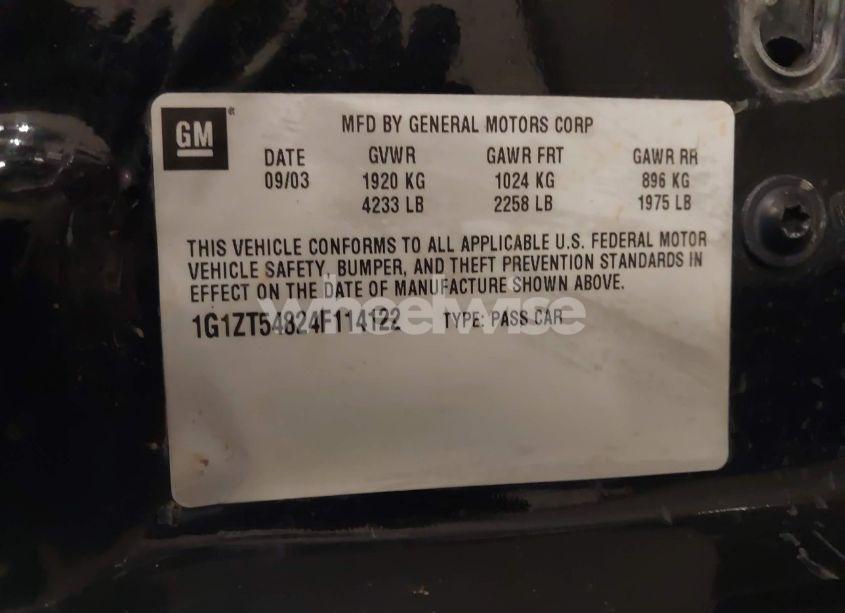 GM
®
MFD BY GENERAL MOTORS CORP
DATE GVWR GAWR FRT GAWR RR
09/03 1920 KG 1024 KG 896 KG
4233 LB 2258 LB 1975 LB
THIS VEHICLE CONFORMS TO ALL APPLICABLE U.S. FEDERAL MOTOR
VEHICLE SAFETY, BUMPER, AND THEFT PREVENTION STANDARDS IN
EFFECT ON THE DATE OF MANUFACTURE SHOWN ABOVE.
wheelwise
1G1ZT54824F114122 TYPE: PASS CAR